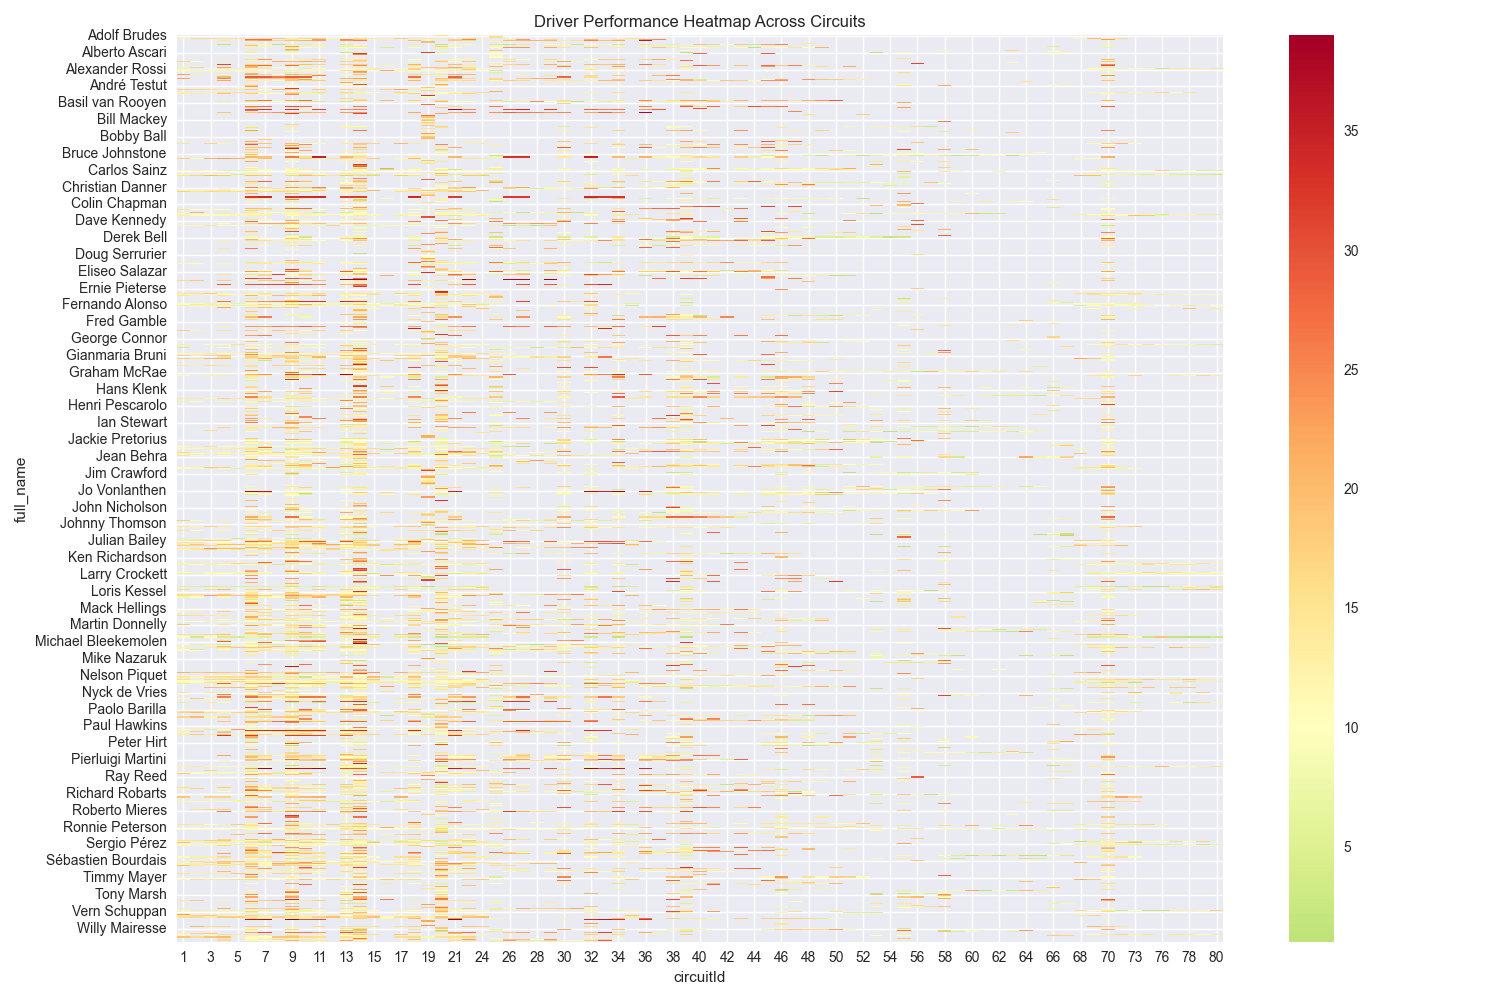 Driver Performance Heatmap Across Circuits
Adolf Brudes
Alberto Ascari
Alexander Rossi
André Testut
Basil van Rooyen
Bill Mackey
Bobby Ball
Bruce Johnstone
Carlos Sainz
Christian Danner
Colin Chapman
Dave Kennedy
Derek Bell
Doug Serrurier
Eliseo Salazar
Ernie Pieterse
Fernando Alonso
Fred Gamble
George Connor
Gianmaria Bruni
Graham McRae
Hans Klenk
Henri Pescarolo
Ian Stewart
Jackie Pretorius
Jean Behra
Jim Crawford
Jo Vonlanthen
John Nicholson
Johnny Thomson
Julian Bailey
Ken Richardson
Larry Crockett
Loris Kessel
Mack Hellings
Martin Donnelly
Michael Bleekemolen
Mike Nazaruk
Nelson Piquet
Nyck de Vries
Paolo Barilla
Paul Hawkins
Peter Hirt
Pierluigi Martini
Ray Reed
Richard Robarts
Roberto Mieres
Ronnie Peterson
Sergio Pérez
Sébastien Bourdais
Timmy Mayer
Tony Marsh
Vern Schuppan
Willy Mairesse
full_name
1 3 5 7 9 11 13 15 17 19 21 24 26 28 30 32 34 36 38 40 42 44 46 48 50 52 54 56 58 60 62 64 66 68 70 73 76 78 80
circuitId
35
30
25
20
15
10
5